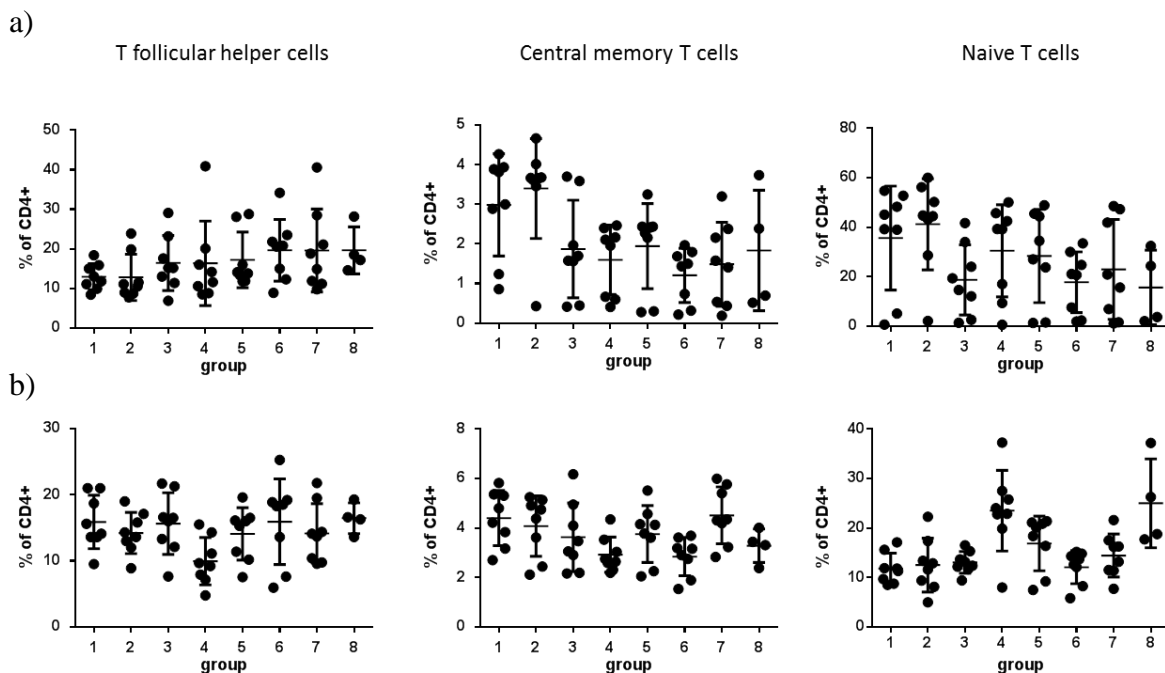 a)
T follicular helper cells
Central memory T cells
Naive T cells
50
40
30
20
10
0
% of CD4+
1 2 3 4 5 6 7 8
group
5
4
3
2
1
0
% of CD4+
1 2 3 4 5 6 7 8
group
80
60
40
20
0
% of CD4+
1 2 3 4 5 6 7 8
group
b)
30
20
10
0
% of CD4+
1 2 3 4 5 6 7 8
group
8
6
4
2
0
% of CD4+
1 2 3 4 5 6 7 8
group
40
30
20
10
0
% of CD4+
1 2 3 4 5 6 7 8
group